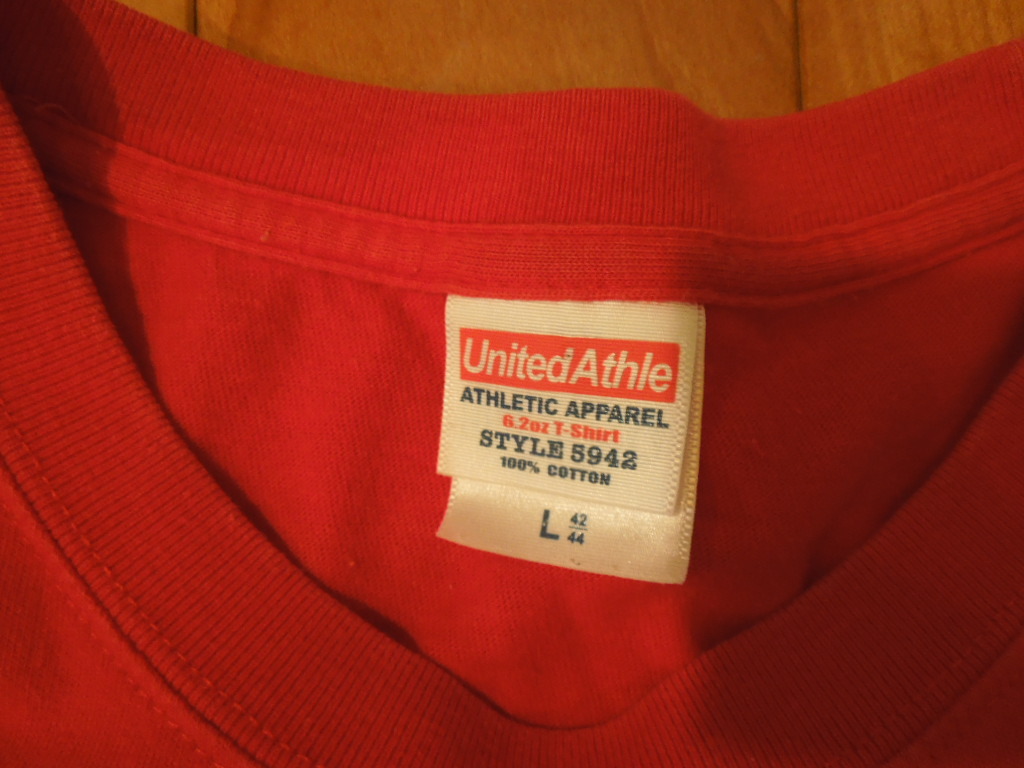 UnitedAthle
ATHLETIC APPAREL
6.2oz T-Shirt
STYLE 5942
100% COTTON
L 42
44